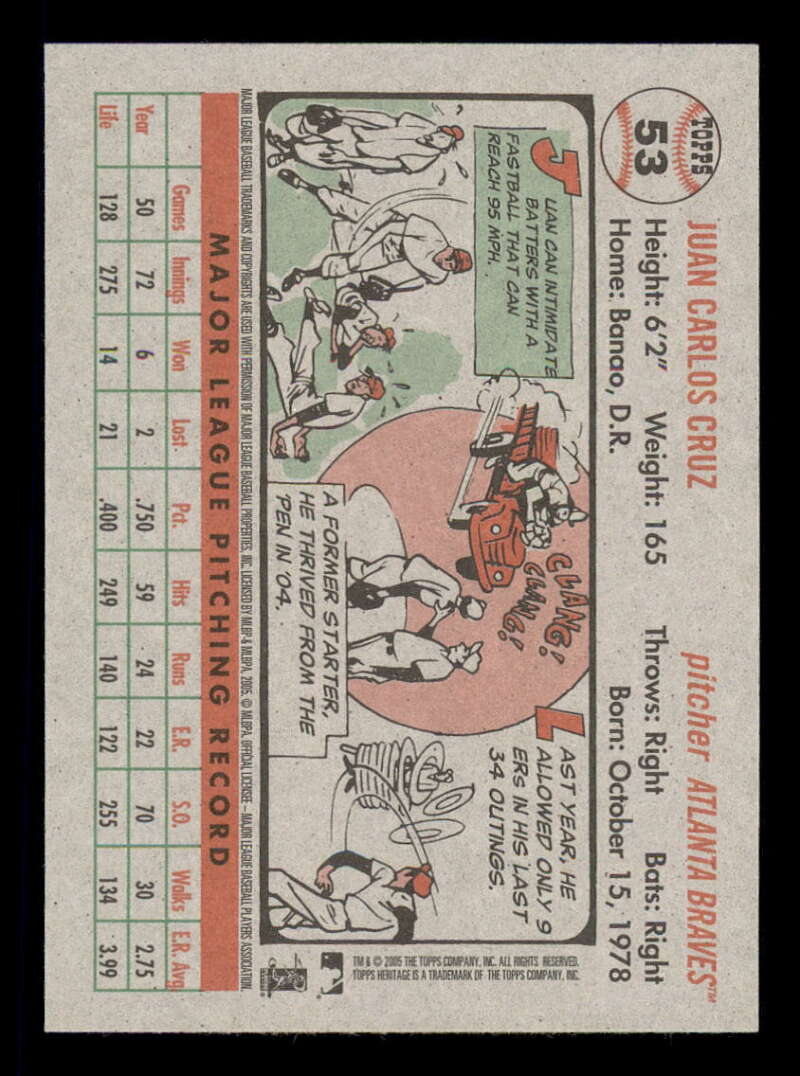 TOPPS
53
JUAN CARLOS CRUZ
pitcher ATLANTA BRAVES™
Height: 6'2" Weight: 165 Throws: Right Bats: Right
Home: Banao, D.R. Born: October 15, 1978
JUAN CAN INTIMIDATE
BATTERS WITH A
FASTBALL THAT CAN
REACH 95 MPH.
CLANG!
CLANG!
A FORMER STARTER,
HE THRIVED FROM THE
'PEN IN '04.
LAST YEAR, HE
ALLOWED ONLY 9
ERS IN HIS LAST
34 OUTINGS.
TM & © 2005 THE TOPPS COMPANY, INC. ALL RIGHTS RESERVED.
TOPPS HERITAGE IS A TRADEMARK OF THE TOPPS COMPANY, INC.
MAJOR LEAGUE BASEBALL TRADEMARKS AND COPYRIGHTS ARE USED WITH PERMISSION OF MAJOR LEAGUE BASEBALL PROPERTIES, INC. LICENSED BY MLBP & MLBPA, 2005. © MLBPA, OFFICIAL LICENSEE – MAJOR LEAGUE BASEBALL PLAYERS ASSOCIATION.
MAJOR LEAGUE PITCHING RECORD
Games Innings Won Lost. Pct. Hits Runs E.R. S.O. Walks E.R. Avg.
Year 50 72 6 2 .750 59 24 22 70 30 2.75
Life 128 275 14 21 .400 249 140 122 255 134 3.99